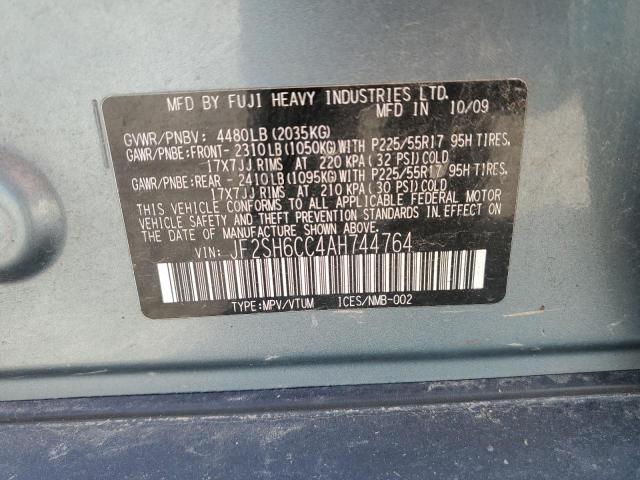 MFD BY FUJI HEAVY INDUSTRIES LTD.
MFD IN 10/09
GVWR/PNBV: 4480LB (2035KG)
GAWR/PNBE: FRONT- 2310LB (1050KG) WITH P225/55R17 95H TIRES,
17X7JJ RIMS AT 220 KPA (32 PSI) COLD
GAWR/PNBE: REAR - 2410LB (1095KG) WITH P225/55R17 95H TIRES,
17X7JJ RIMS AT 210 KPA (30 PSI) COLD
THIS VEHICLE CONFORMS TO ALL APPLICABLE FEDERAL MOTOR
VEHICLE SAFETY AND THEFT PREVENTION STANDARDS IN EFFECT
ON THE DATE OF MANUFACTURE SHOWN ABOVE.
VIN: JF2SH6CC4AH744764
TYPE:MPV/VTUM ICES/NMB-002